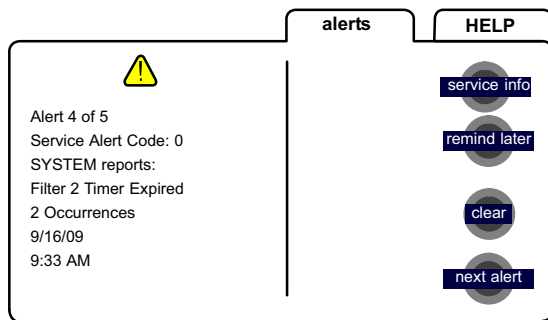 alerts
HELP
Alert 4 of 5
Service Alert Code: 0
SYSTEM reports:
Filter 2 Timer Expired
2 Occurrences
9/16/09
9:33 AM
service info
remind later
clear
next alert